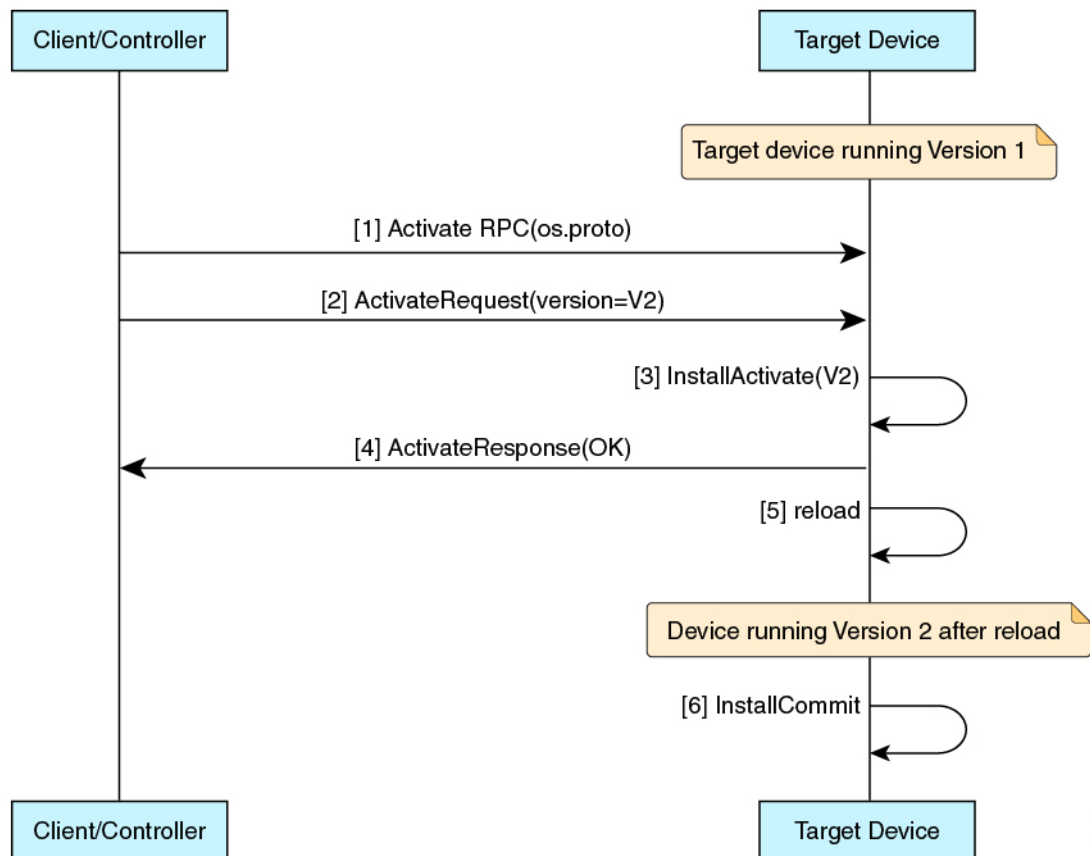 Client/Controller
Target Device
Target device running Version 1
[1] Activate RPC(os.proto)
[2] ActivateRequest(version=V2)
[3] InstallActivate(V2)
[4] ActivateResponse(OK)
[5] reload
Device running Version 2 after reload
[6] InstallCommit
Client/Controller
Target Device